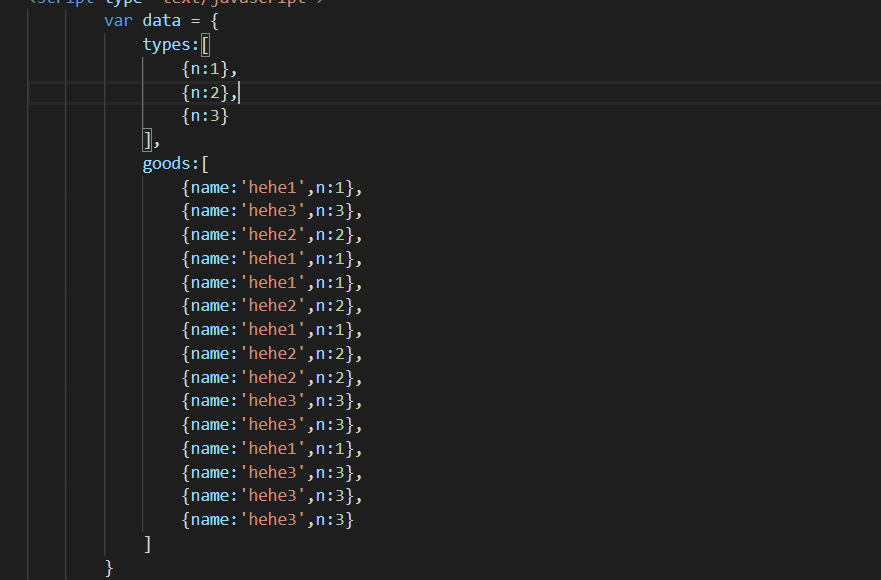 <script type="text/javascript">
var data = {
types:[
{n:1},
{n:2},
{n:3}
],
goods:[
{name:'hehe1',n:1},
{name:'hehe3',n:3},
{name:'hehe2',n:2},
{name:'hehe1',n:1},
{name:'hehe1',n:1},
{name:'hehe2',n:2},
{name:'hehe1',n:1},
{name:'hehe2',n:2},
{name:'hehe2',n:2},
{name:'hehe3',n:3},
{name:'hehe3',n:3},
{name:'hehe1',n:1},
{name:'hehe3',n:3},
{name:'hehe3',n:3},
{name:'hehe3',n:3}
]
}